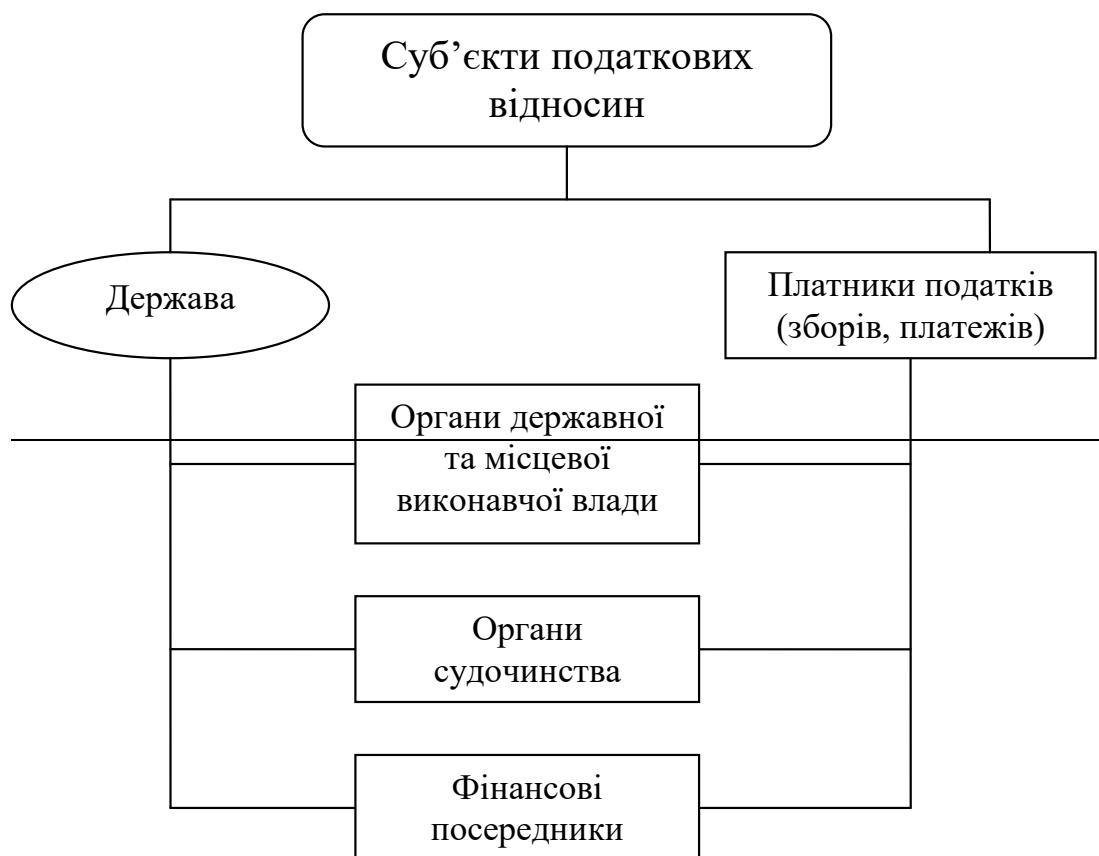 Суб’єкти податкових
відносин
Держава
Платники податків
(зборів, платежів)
Органи державної
та місцевої
виконавчої влади
Органи
судочинства
Фінансові
посередники